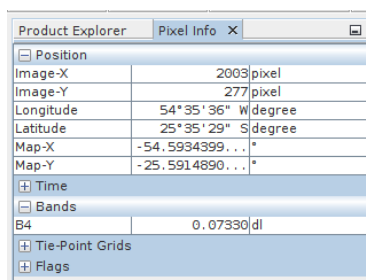 Product Explorer Pixel Info X
Position
Image-X 2003 pixel
Image-Y 277 pixel
Longitude 54°35'36" W degree
Latitude 25°35'29" S degree
Map-X -54.5934399... °
Map-Y -25.5914890... °
Time
Bands
B4 0.07330 dl
Tie-Point Grids
Flags